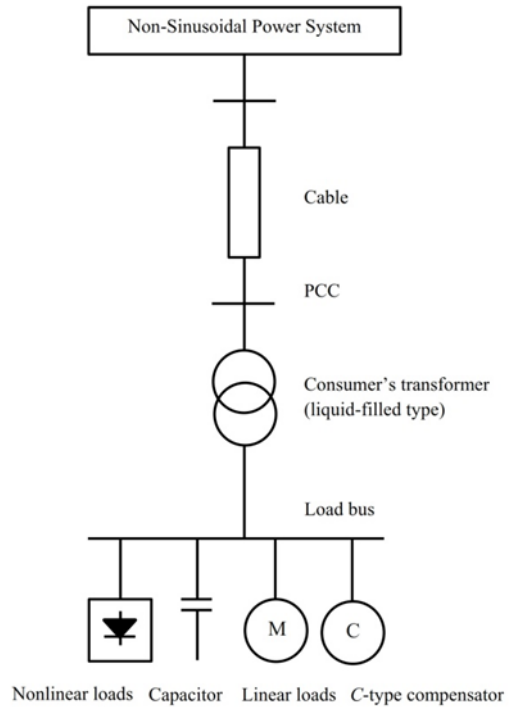 Non-Sinusoidal Power System
Cable
PCC
Consumer's transformer
(liquid-filled type)
Load bus
M
C
Nonlinear loads Capacitor Linear loads C-type compensator